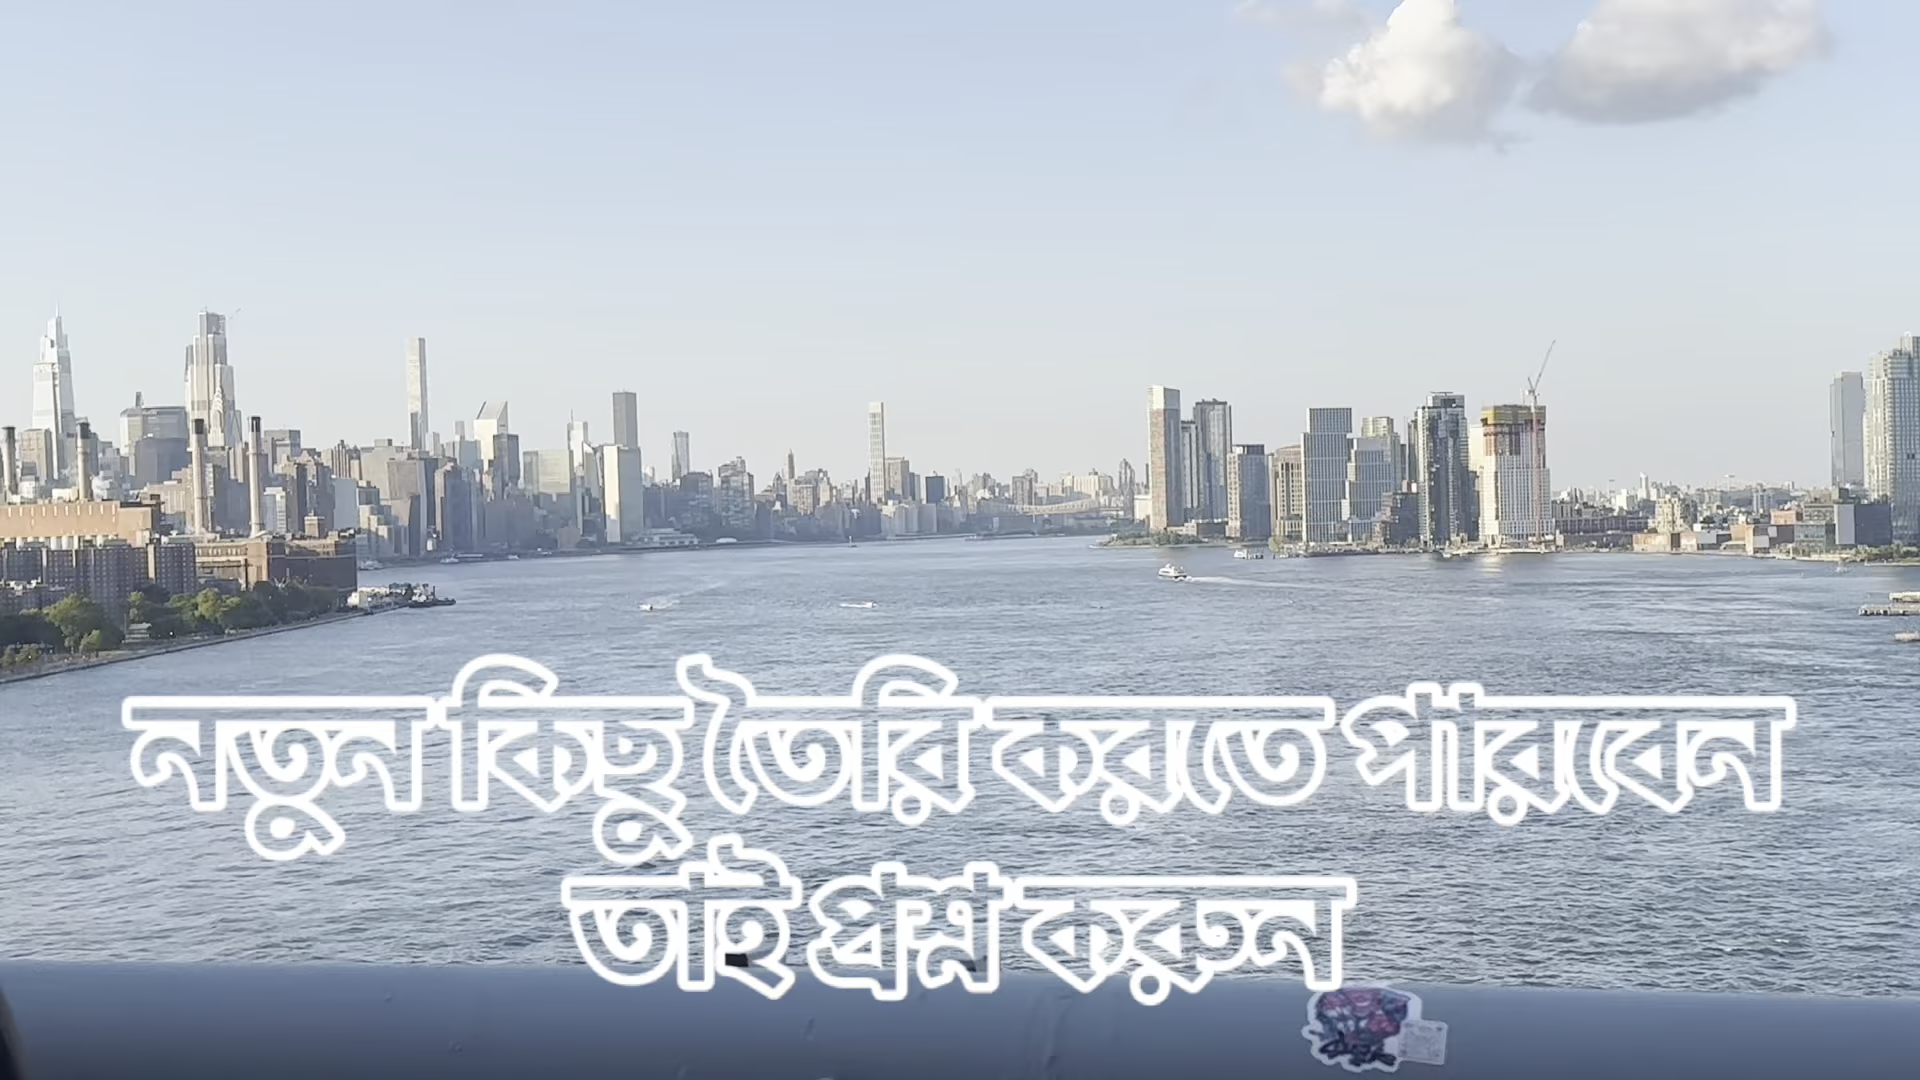 নতুন কিছু তৈরি করতে পারবেন
তাই প্রশ্ন করুন